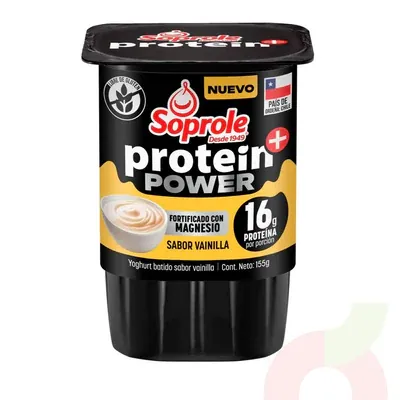 protein+
LIBRE DE GLUTEN
NUEVO
Soprole
Desde 1949
PAÍS DE
ORIGEN: CHILE
protein+
POWER
FORTIFICADO CON
MAGNESIO
SABOR VAINILLA
16g
PROTEÍNA
por porción
Yoghurt batido sabor vainilla | Cont. Neto: 155g